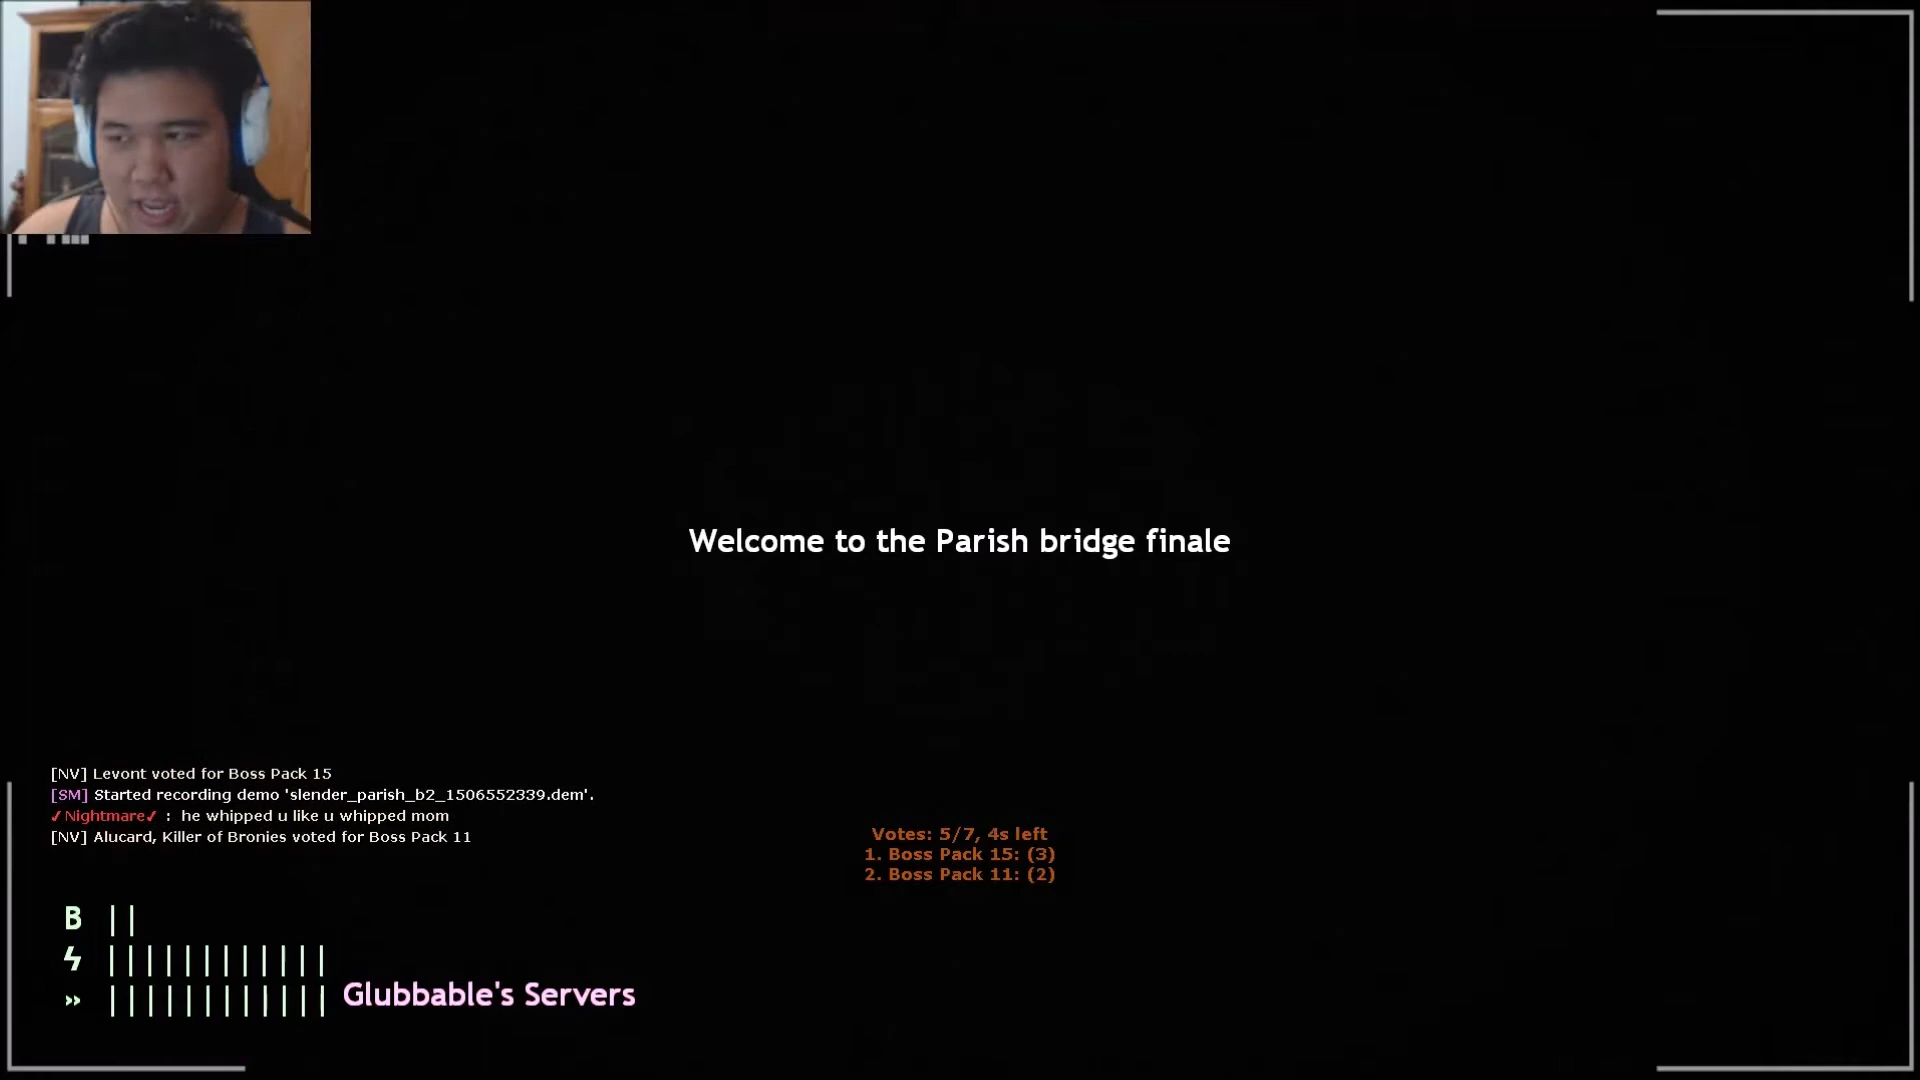 Welcome to the Parish bridge finale
[NV] Levont voted for Boss Pack 15
[SM] Started recording demo 'slender_parish_b2_1506552339.dem'.
✓Nightmare✓ :  he whipped u like u whipped mom
[NV] Alucard, Killer of Bronies voted for Boss Pack 11
Votes: 5/7, 4s left
1. Boss Pack 15: (3)
2. Boss Pack 11: (2)
B ||
ϟ ||||||||||||
» ||||||||||||
Glubbable's Servers